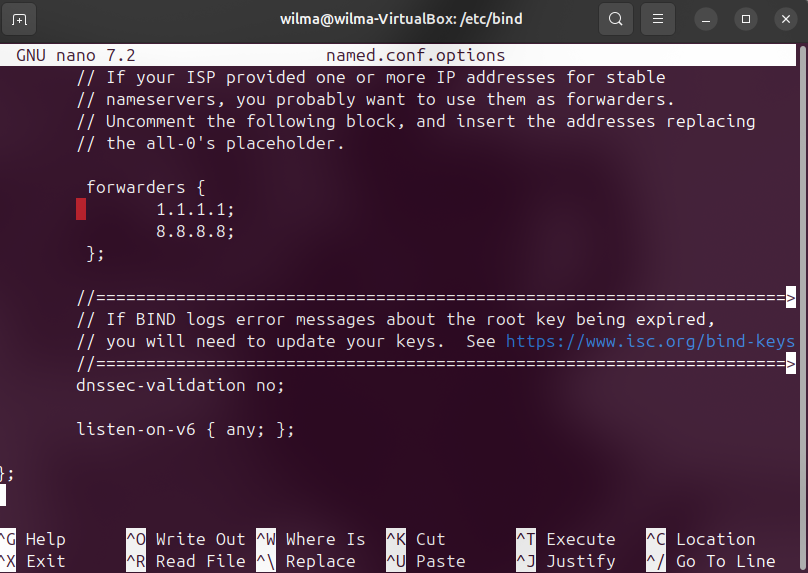 wilma@wilma-VirtualBox: /etc/bind
GNU nano 7.2 named.conf.options
// If your ISP provided one or more IP addresses for stable
// nameservers, you probably want to use them as forwarders.
// Uncomment the following block, and insert the addresses replacing
// the all-0's placeholder.
forwarders {
1.1.1.1;
8.8.8.8;
};
//=====================================================================>
// If BIND logs error messages about the root key being expired,
// you will need to update your keys.  See https://www.isc.org/bind-keys
//=====================================================================>
dnssec-validation no;
listen-on-v6 { any; };
};
^G Help ^O Write Out ^W Where Is ^K Cut ^T Execute ^C Location
^X Exit ^R Read File ^\ Replace ^U Paste ^J Justify ^/ Go To Line